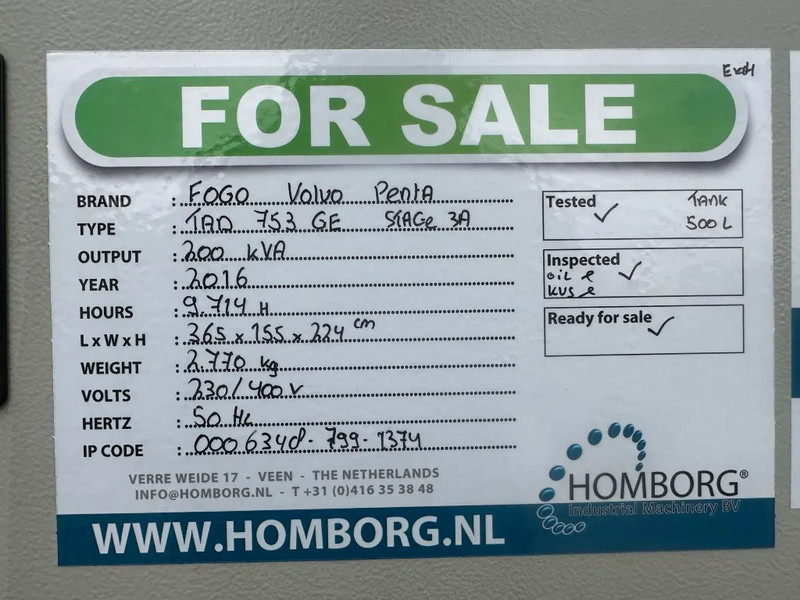 FOR SALE
BRAND : FOGO Volvo Penta
TYPE : TAD 753 GE STAGE 3A
OUTPUT : 200 kVA
YEAR : 2016
HOURS : 9.714 H
L x W x H : 365 x 155 x 224 cm
WEIGHT : 2.770 kg
VOLTS : 230/400 V
HERTZ : 50 Hz
IP CODE : 000634d-799-1374
Tested ✓ TANK
500 L
Inspected ✓
oil
Ready for sale ✓
VERRE WEIDE 17 - VEEN - THE NETHERLANDS
INFO@HOMBORG.NL - T +31 (0)416 35 38 48
HOMBORG®
Industrial Machinery BV
WWW.HOMBORG.NL